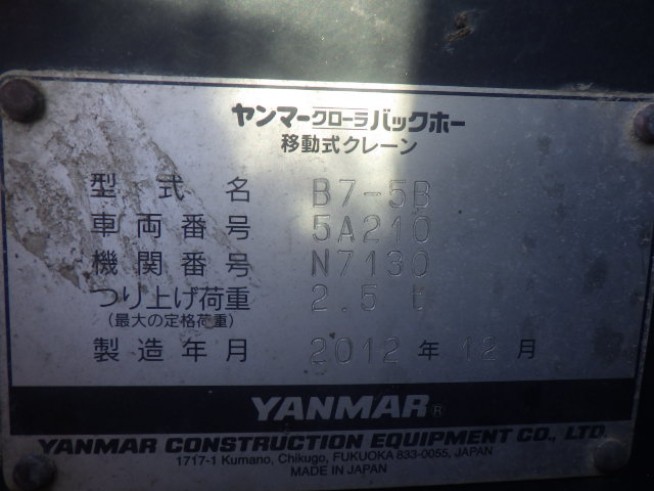 ヤンマークローラバックホー
移動式クレーン
型式名 B7-5B
車両番号 5A210
機関番号 N7130
つり上げ荷重 2.5 t
(最大の定格荷重)
製造年月 2012 年 12 月
YANMAR®
YANMAR CONSTRUCTION EQUIPMENT CO., LTD.
1717-1 Kumano, Chikugo, FUKUOKA 833-0055, JAPAN
MADE IN JAPAN